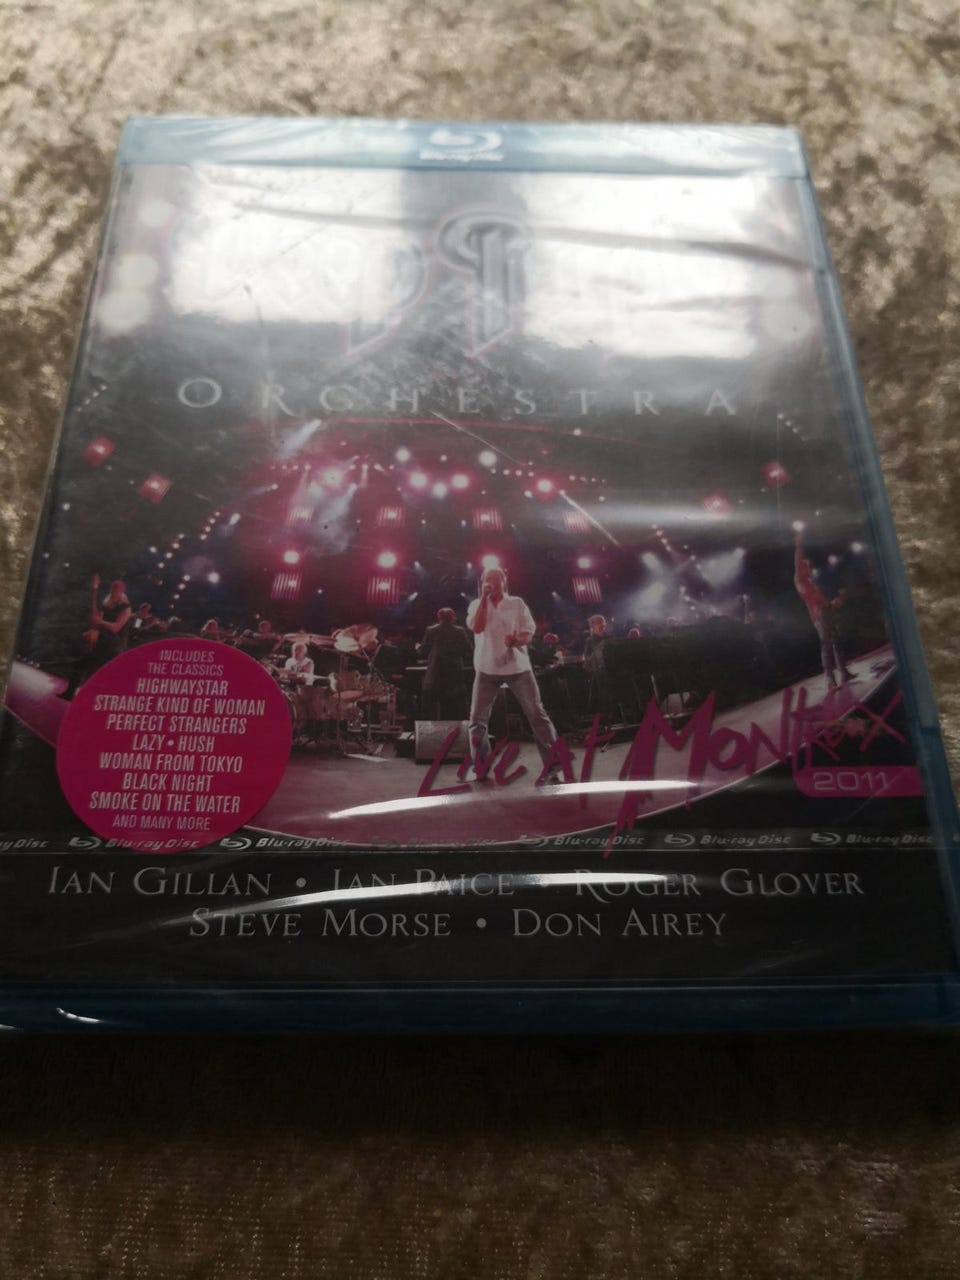 Blu-ray Disc
ORCHESTRA
INCLUDES
THE CLASSICS
HIGHWAYSTAR
STRANGE KIND OF WOMAN
PERFECT STRANGERS
LAZY • HUSH
WOMAN FROM TOKYO
BLACK NIGHT
SMOKE ON THE WATER
AND MANY MORE
LIVE AT MONTREUX
2011
ray Disc Blu-ray Disc Blu-ray Disc Blu-ray Disc Blu-ray Disc Blu-ray Disc
IAN GILLAN • IAN PAICE • ROGER GLOVER
STEVE MORSE • DON AIREY